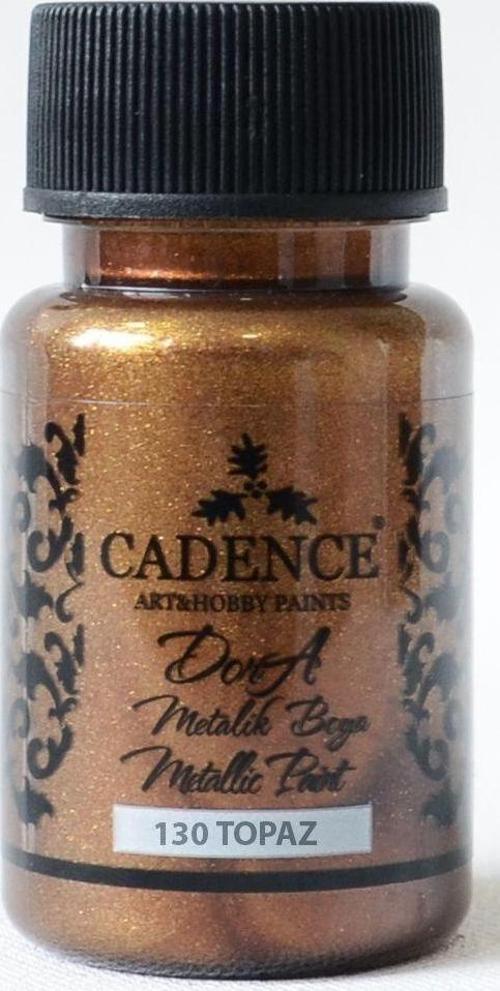 CADENCE®
ART&HOBBY PAINTS
DorA
Metalik Boya
Metallic Paint
130 TOPAZ